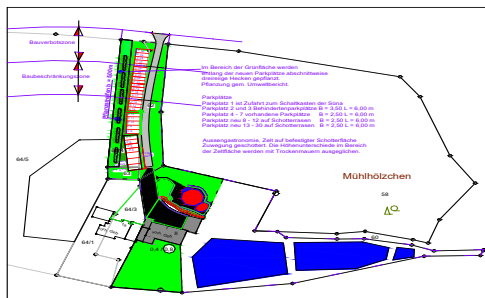 Bauverbotszone
Baubeschränkungszone
Im Bereich der Grünfläche werden
entlang der neuen Parkplätze abschnittsweise
dreireige Hecken gepflanzt.
Pflanzung gem. Umweltbericht.
Parkplätze
Parkplatz 1 ist Zufahrt zum Schaltkasten der Süna
Parkplatz 2 und 3 Behindertenparkplätze B = 3,50 L = 6,00 m
Parkplatz 4 - 7 vorhandene Parkplätze B = 2,50 L = 6,00 m
Parkplatz neu 8 - 12 auf Schotterrasen B = 2,50 L = 6,00 m
Parkplatz neu 13 - 30 auf Schotterrasen B = 2,50 L = 6,00 m
Aussengastronomie, Zelt auf befestigter Schotterfläche
Zuwegung geschottert. Die Höhenunterschiede im Bereich
der Zeltfläche werden mit Trockenmauern ausgeglichen.
Mühlhölzchen
58
64/5
64/3
64/1
60